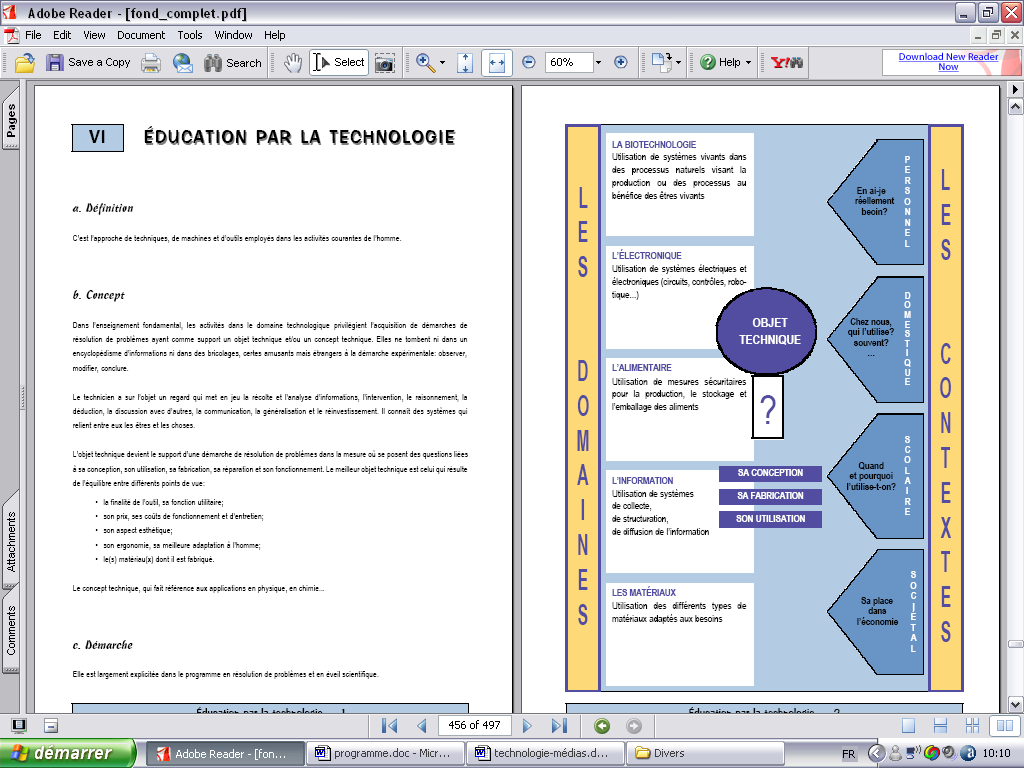 Adobe Reader - [fond_complet.pdf]
File Edit View Document Tools Window Help
Save a Copy Search Select 60% Help Y! Download New Reader
Now
Pages
Attachments
Comments
VI ÉDUCATION PAR LA TECHNOLOGIE
a. Définition
C'est l'approche de techniques, de machines et d'outils employés dans les activités courantes de l'homme.
b. Concept
Dans l'enseignement fondamental, les activités dans le domaine technologique privilégient l'acquisition de démarches de
résolution de problèmes ayant comme support un objet technique et/ou un concept technique. Elles ne tombent ni dans un
encyclopédisme d'informations ni dans des bricolages, certes amusants mais étrangers à la démarche expérimentale: observer,
modifier, conclure.
Le technicien a sur l'objet un regard qui met en jeu la récolte et l'analyse d'informations, l'intervention, le raisonnement, la
déduction, la discussion avec d'autres, la communication, la généralisation et le réinvestissement. Il connaît des systèmes qui
relient entre eux les êtres et les choses.
L'objet technique devient le support d'une démarche de résolution de problèmes dans la mesure où se posent des questions liées
à sa conception, son utilisation, sa fabrication, sa réparation et son fonctionnement. Le meilleur objet technique est celui qui résulte
de l'équilibre entre différents points de vue:
• la finalité de l'outil, sa fonction utilitaire;
• son prix, ses coûts de fonctionnement et d'entretien;
• son aspect esthétique;
• son ergonomie, sa meilleure adaptation à l'homme;
• le(s) matériau(x) dont il est fabriqué.
Le concept technique, qui fait référence aux applications en physique, en chimie...
c. Démarche
Elle est largement explicitée dans le programme en résolution de problèmes et en éveil scientifique.
Éducation par la technologie 1
LES DOMAINES
LA BIOTECHNOLOGIE
Utilisation de systèmes vivants dans
des processus naturels visant la
production ou des processus au
bénéfice des êtres vivants
L'ÉLECTRONIQUE
Utilisation de systèmes électriques et
électroniques (circuits, contrôles, robo-
tique...)
L'ALIMENTAIRE
Utilisation de mesures sécuritaires
pour la production, le stockage et
l'emballage des aliments
L'INFORMATION
Utilisation de systèmes
de collecte,
de structuration,
de diffusion de l'information
LES MATÉRIAUX
Utilisation des différents types de
matériaux adaptés aux besoins
OBJET
TECHNIQUE
?
SA CONCEPTION
SA FABRICATION
SON UTILISATION
En ai-je
réellement
beoin?
PERSONNEL
Chez nous,
qui l'utilise?
souvent?
...
DOMESTIQUE
Quand
et pourquoi
l'utilise-t-on?
SCOLAIRE
Sa place
dans
l'économie
SOCIÉTAL
LES CONTEXTES
Éducation par la technologie 2
456 of 497
démarrer Adobe Reader - [fon... programme.doc - Micr... technologie-médias.d... Divers FR 10:10